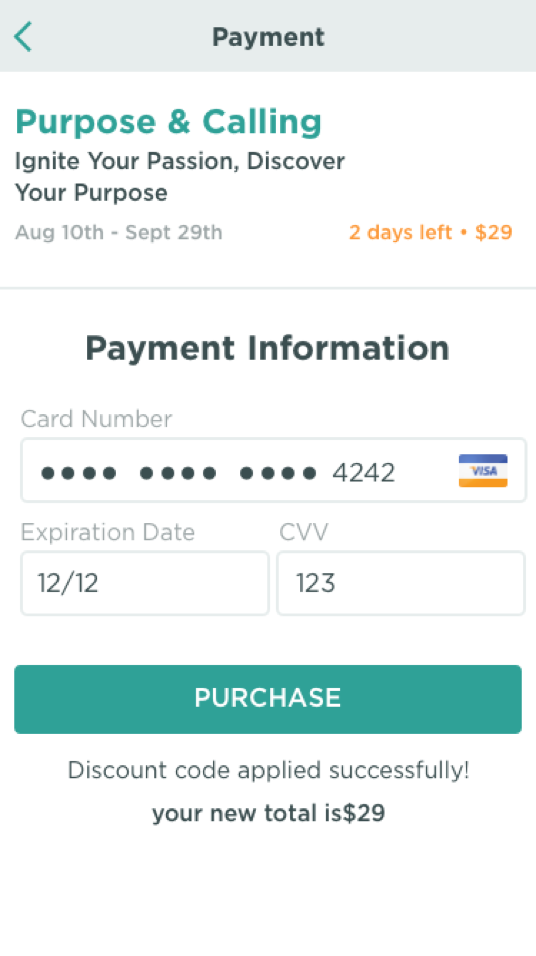 Payment
Purpose & Calling
Ignite Your Passion, Discover
Your Purpose
Aug 10th - Sept 29th 2 days left • $29
Payment Information
Card Number
•••• •••• •••• 4242 VISA
Expiration Date CVV
12/12 123
PURCHASE
Discount code applied successfully!
your new total is$29